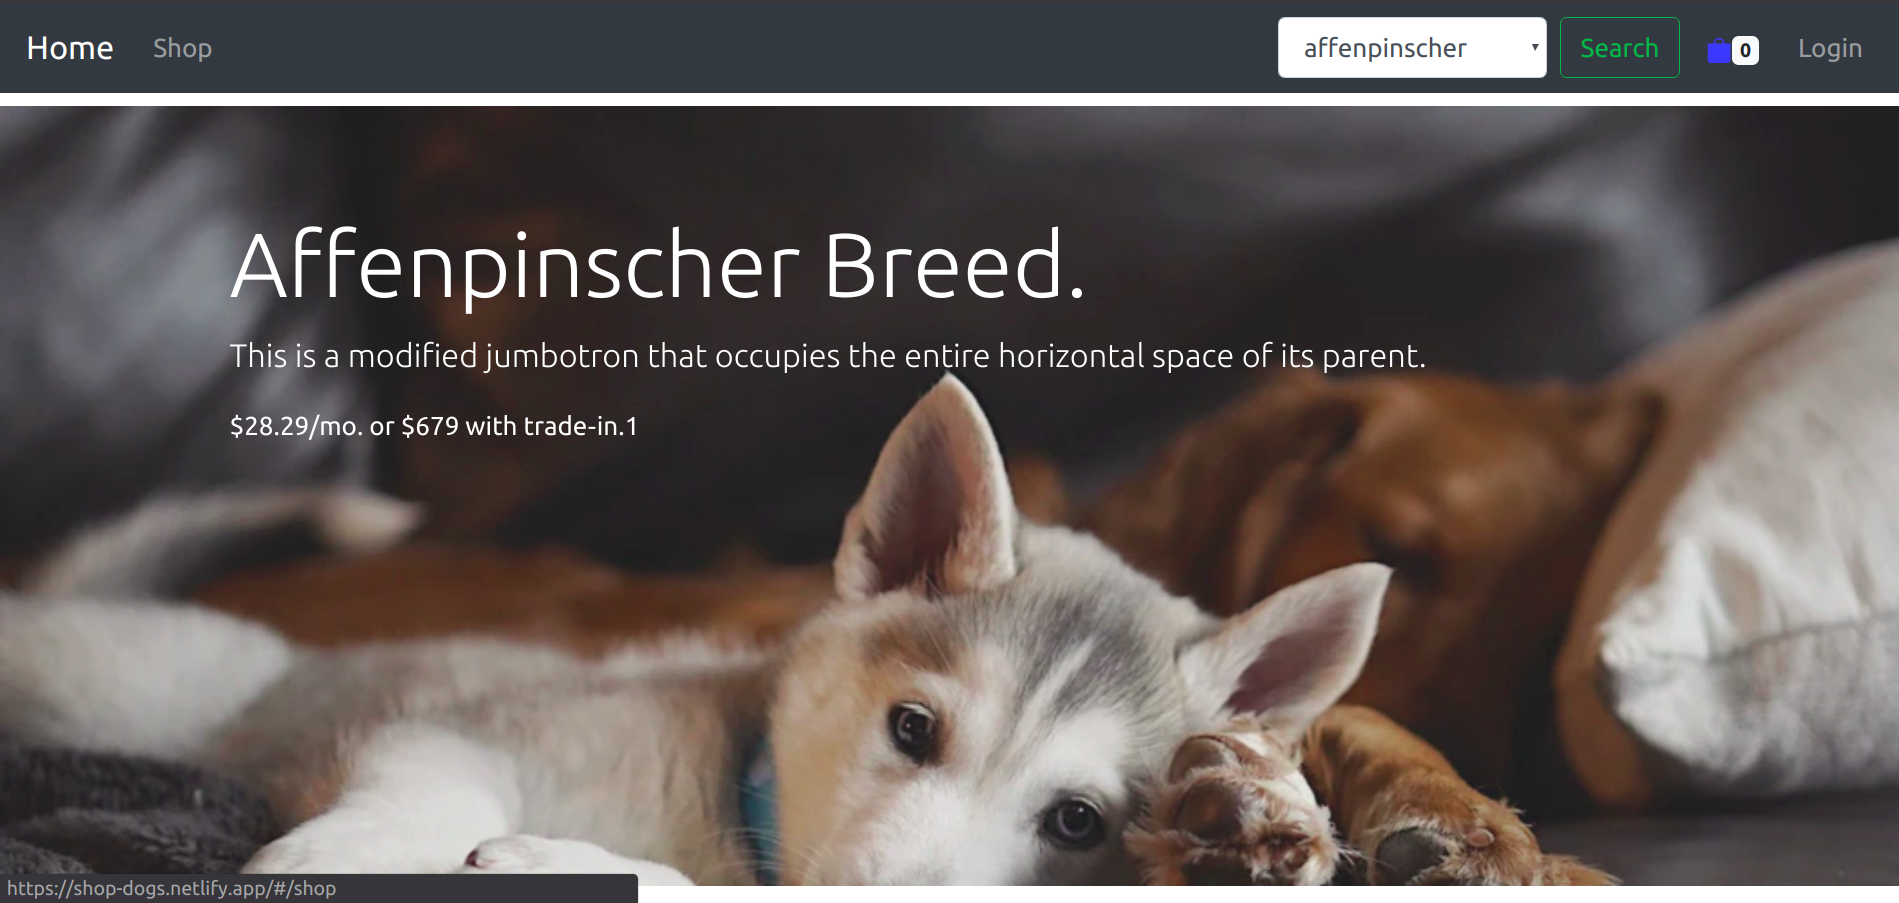 Home Shop affenpinscher Search 0 Login
Affenpinscher Breed.
This is a modified jumbotron that occupies the entire horizontal space of its parent.
$28.29/mo. or $679 with trade-in.1
https://shop-dogs.netlify.app/#/shop